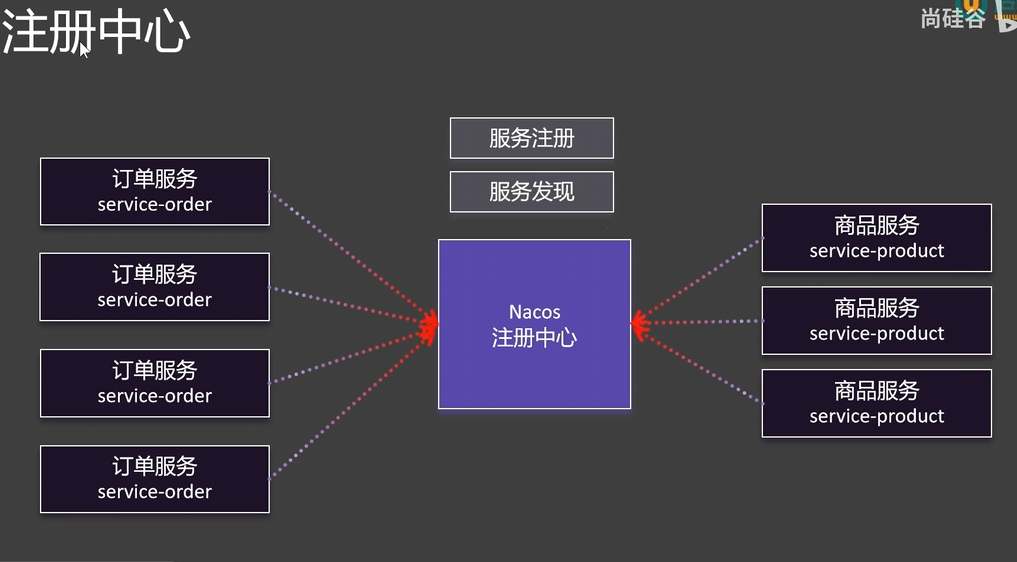 注册中心
尚硅谷
服务注册
服务发现
订单服务
service-order
订单服务
service-order
订单服务
service-order
订单服务
service-order
Nacos
注册中心
商品服务
service-product
商品服务
service-product
商品服务
service-product